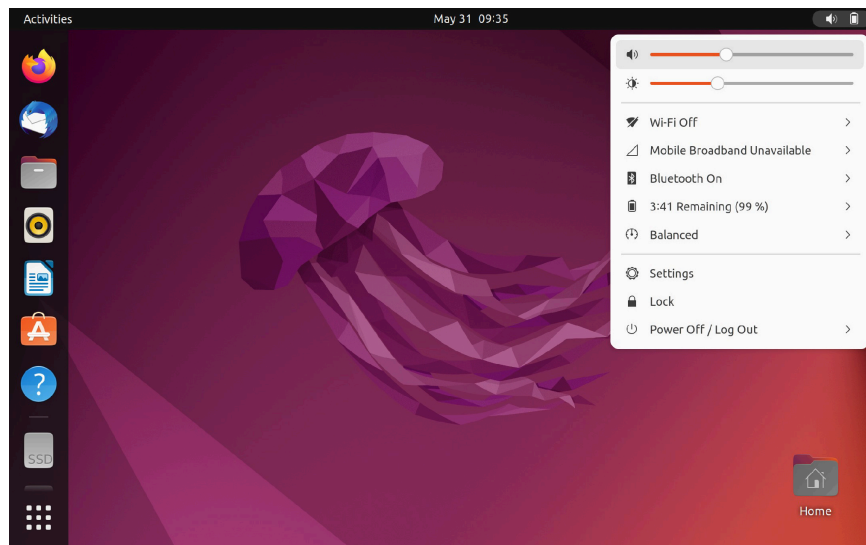 Activities
May 31 09:35
Wi-Fi Off
Mobile Broadband Unavailable
Bluetooth On
3:41 Remaining (99 %)
Balanced
Settings
Lock
Power Off / Log Out
SSD
Home